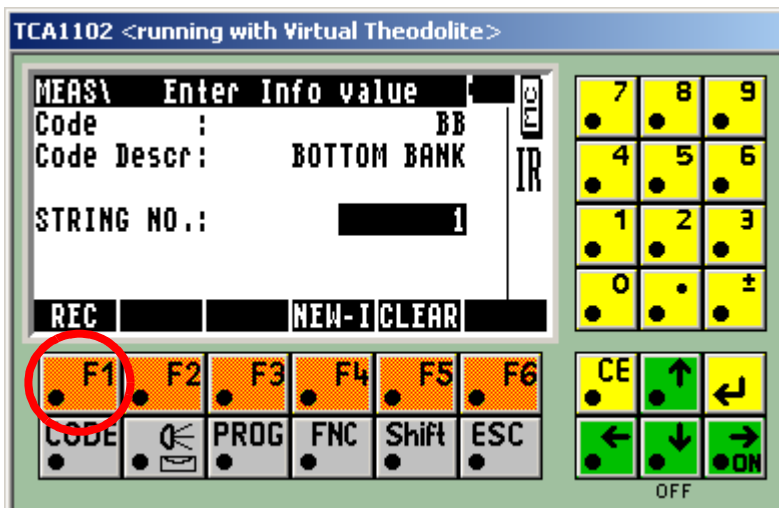 TCA1102 <running with Virtual Theodolite>
MEAS\ Enter Info value
Code : BB
Code Descr: BOTTOM BANK
STRING NO.: 1
IR
REC NEW-I CLEAR
F1 F2 F3 F4 F5 F6
CODE PROG FNC Shift ESC
7 8 9
4 5 6
1 2 3
0 . ±
CE
ON
OFF